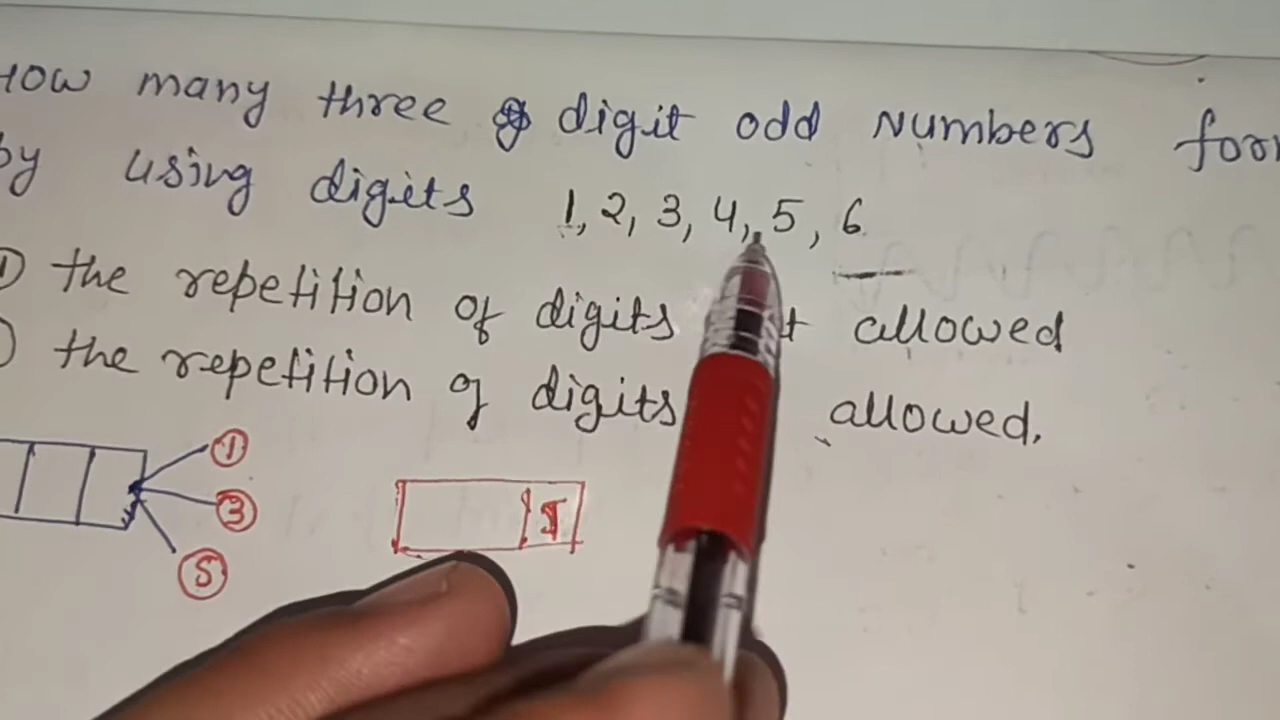 How many three digit odd numbers
by using digits 1, 2, 3, 4, 5, 6
① the repetition of digits allowed
the repetition of digits allowed.
①
③
5
⑤